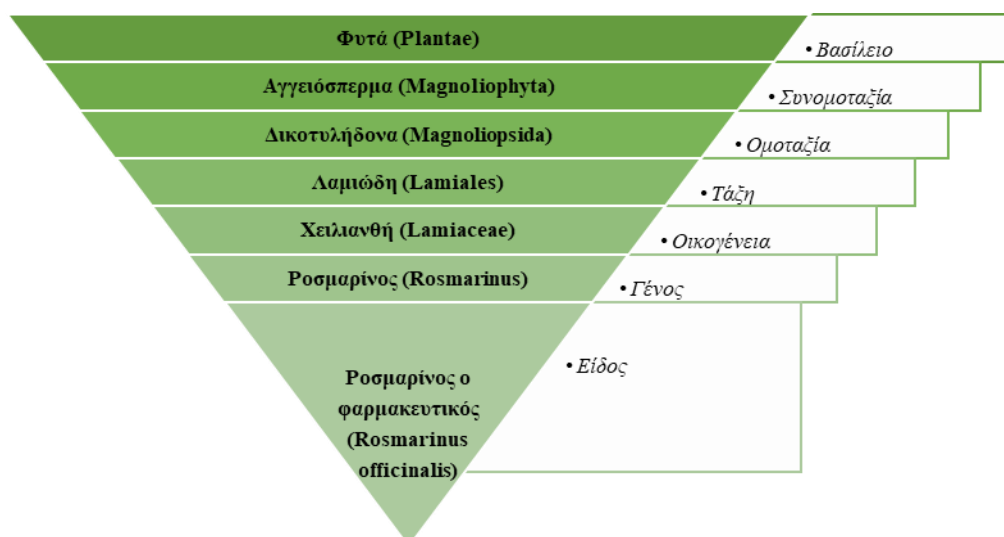 Φυτά (Plantae)
• Βασίλειο
Αγγειόσπερμα (Magnoliophyta)
• Συνομοταξία
Δικοτυλήδονα (Magnoliopsida)
• Ομοταξία
Λαμιώδη (Lamiales)
• Τάξη
Χειλιανθή (Lamiaceae)
• Οικογένεια
Ροσμαρίνος (Rosmarinus)
• Γένος
• Είδος
Ροσμαρίνος ο
φαρμακευτικός
(Rosmarinus
officinalis)